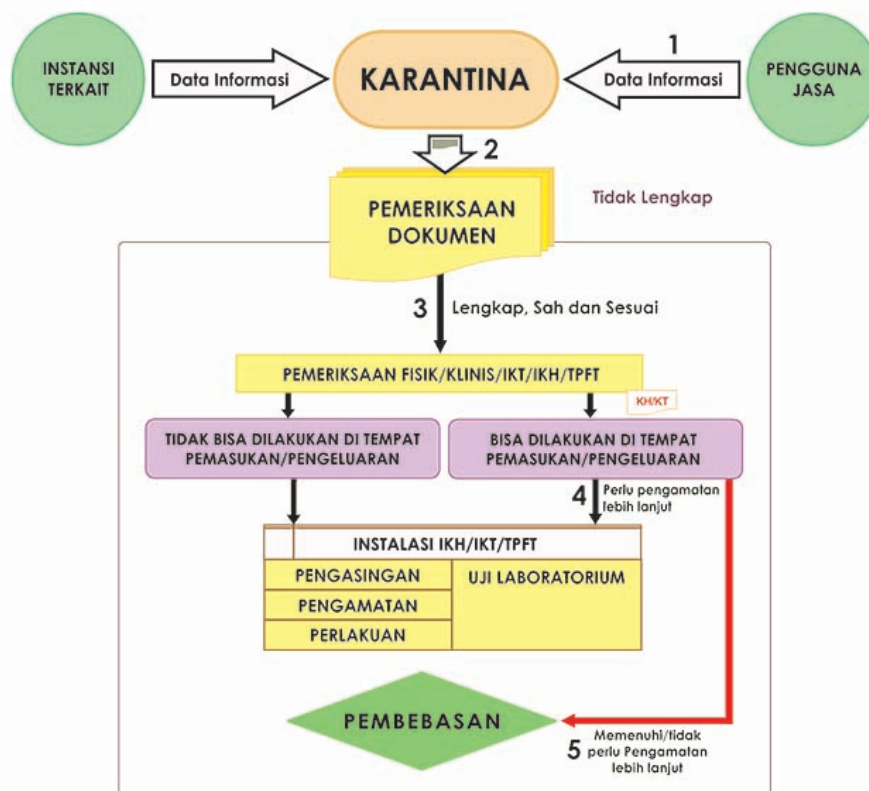 INSTANSI
TERKAIT
Data Informasi
KARANTINA
1
Data Informasi
PENGGUNA
JASA
2
PEMERIKSAAN
DOKUMEN
Tidak Lengkap
3
Lengkap, Sah dan Sesuai
PEMERIKSAAN FISIK/KLINIS/IKT/IKH/TPFT
KH/KT
TIDAK BISA DILAKUKAN DI TEMPAT
PEMASUKAN/PENGELUARAN
BISA DILAKUKAN DI TEMPAT
PEMASUKAN/PENGELUARAN
4
Perlu pengamatan
lebih lanjut
INSTALASI IKH/IKT/TPFT
PENGASINGAN
PENGAMATAN
PERLAKUAN
UJI LABORATORIUM
PEMBEBASAN
5
Memenuhi/tidak
perlu Pengamatan
lebih lanjut